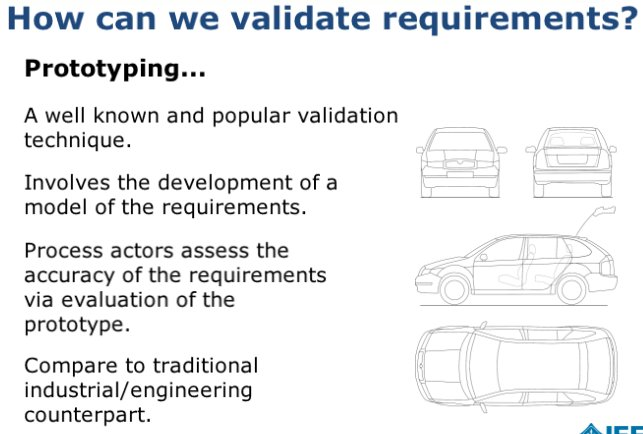 How can we validate requirements?
Prototyping...
A well known and popular validation
technique.
Involves the development of a
model of the requirements.
Process actors assess the
accuracy of the requirements
via evaluation of the
prototype.
Compare to traditional
industrial/engineering
counterpart.